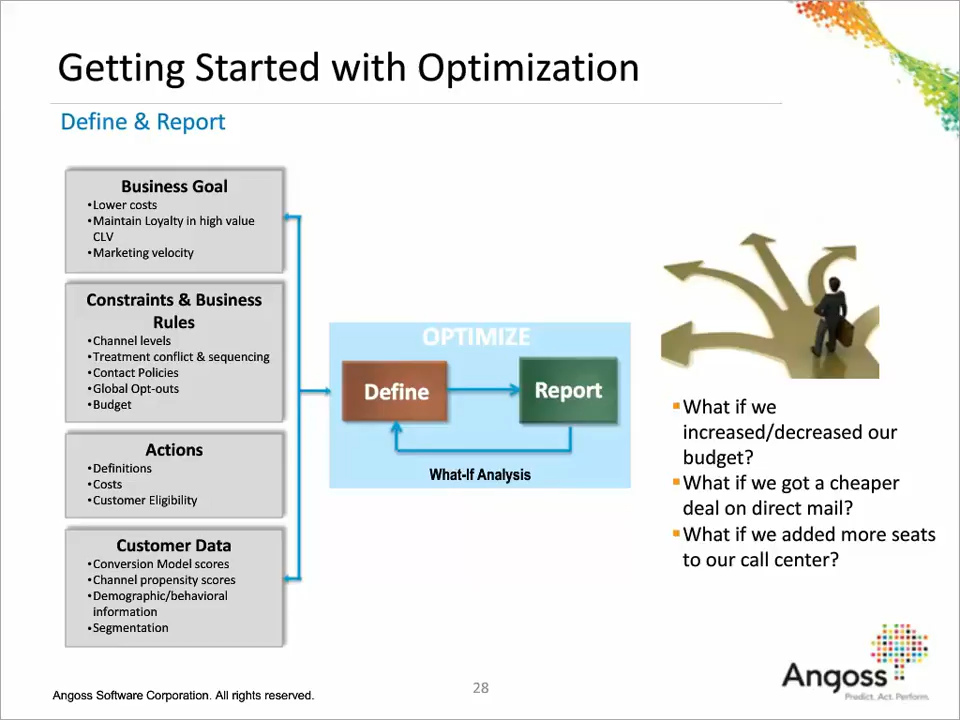 Getting Started with Optimization
Define & Report
Business Goal
•Lower costs
•Maintain Loyalty in high value
CLV
•Marketing velocity
Constraints & Business
Rules
•Channel levels
•Treatment conflict & sequencing
•Contact Policies
•Global Opt-outs
•Budget
Actions
•Definitions
•Costs
•Customer Eligibility
Customer Data
•Conversion Model scores
•Channel propensity scores
•Demographic/behavioral
information
•Segmentation
OPTIMIZE
Define
Report
What-If Analysis
▪What if we
increased/decreased our
budget?
▪What if we got a cheaper
deal on direct mail?
▪What if we added more seats
to our call center?
Angoss Software Corporation. All rights reserved.
28
Angoss
Predict. Act. Perform.